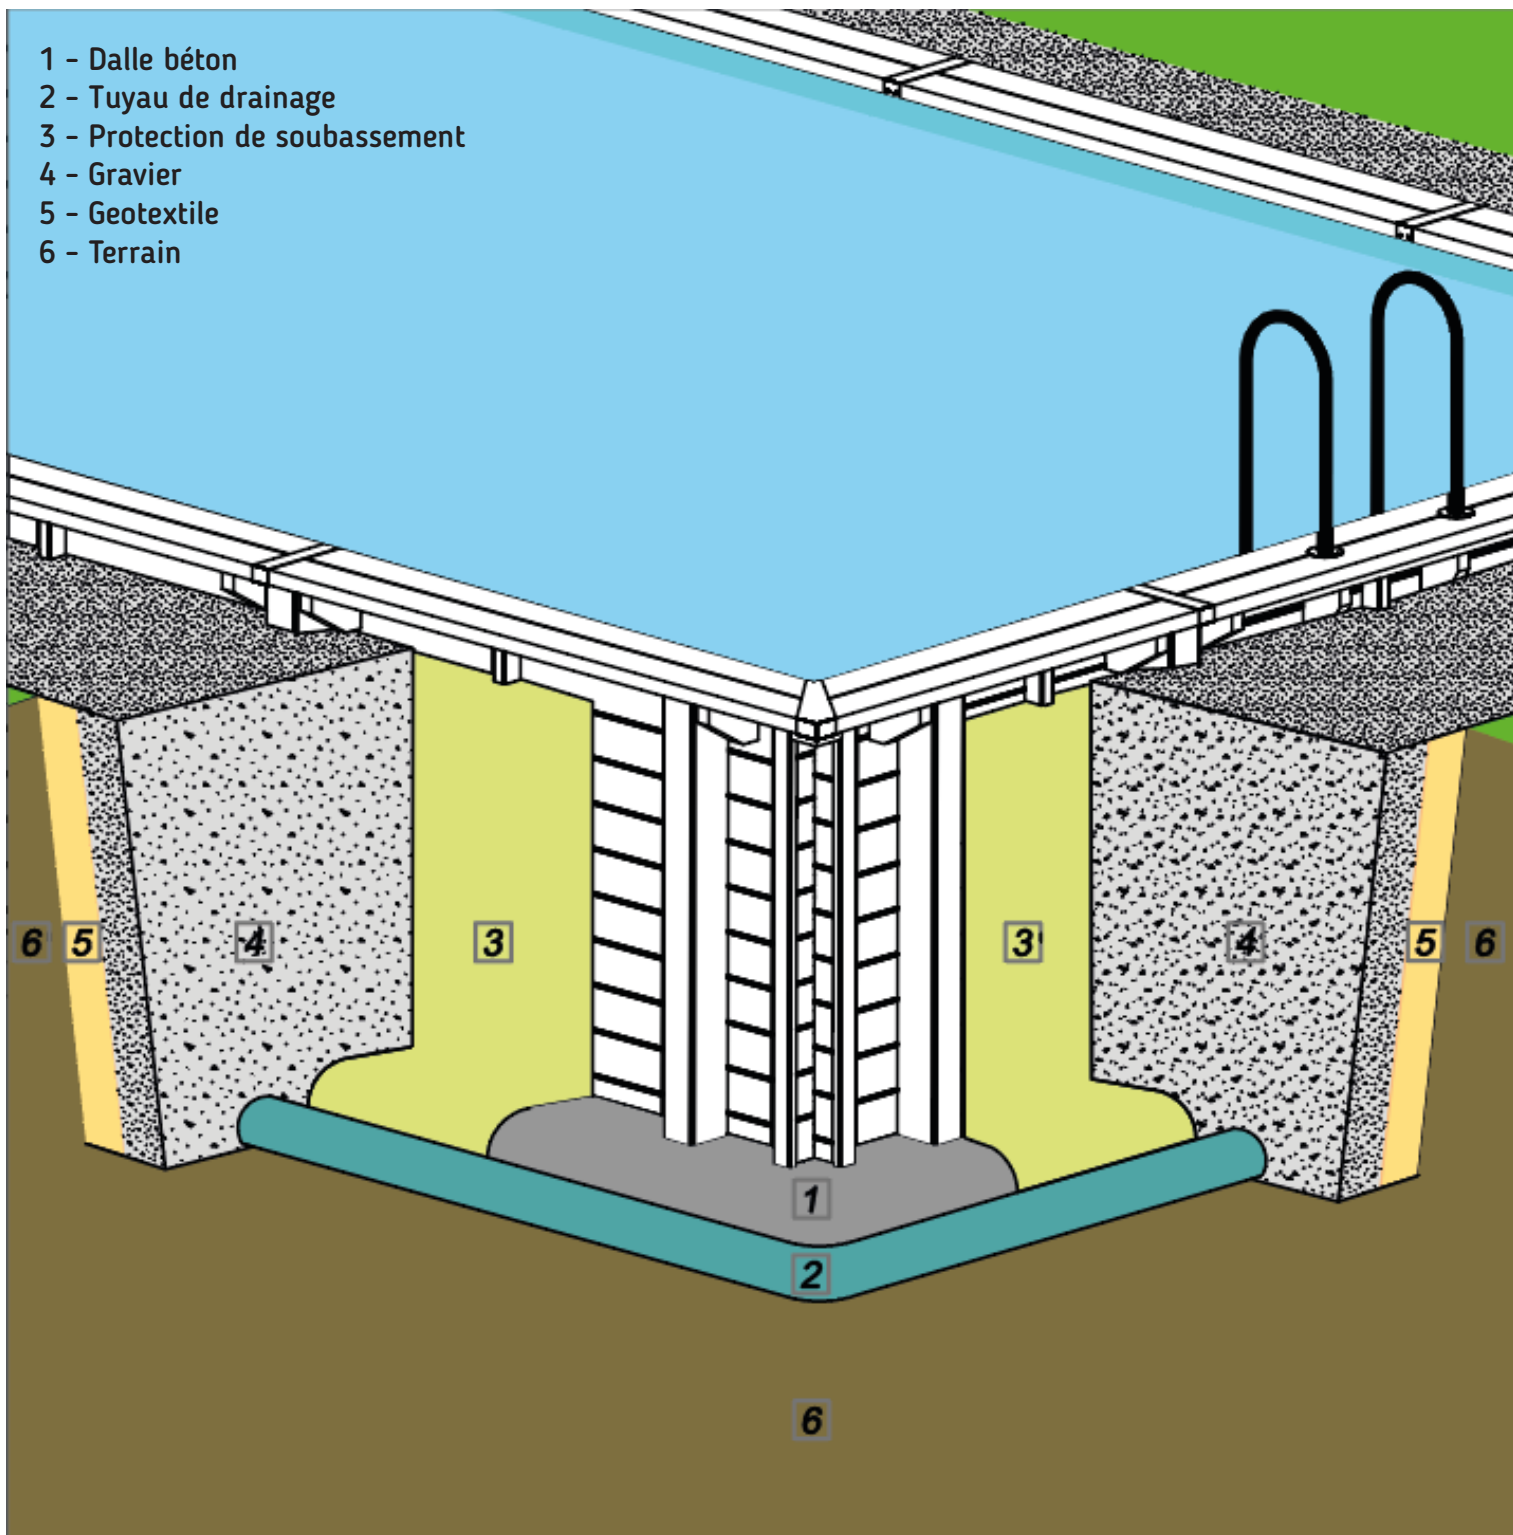 1 - Dalle béton
2 - Tuyau de drainage
3 - Protection de soubassement
4 - Gravier
5 - Geotextile
6 - Terrain
6 5 4 3 3 4 5 6
1
2
6